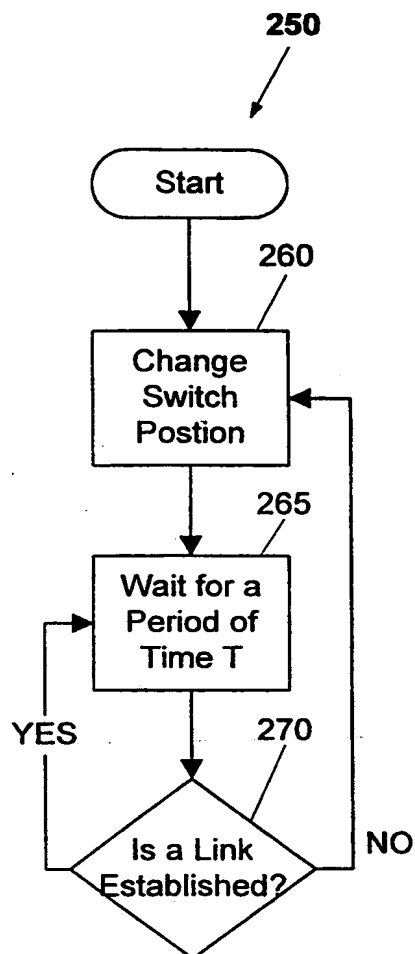 250
Start
260
Change
Switch
Postion
265
Wait for a
Period of
Time T
YES
270
Is a Link
Established?
NO